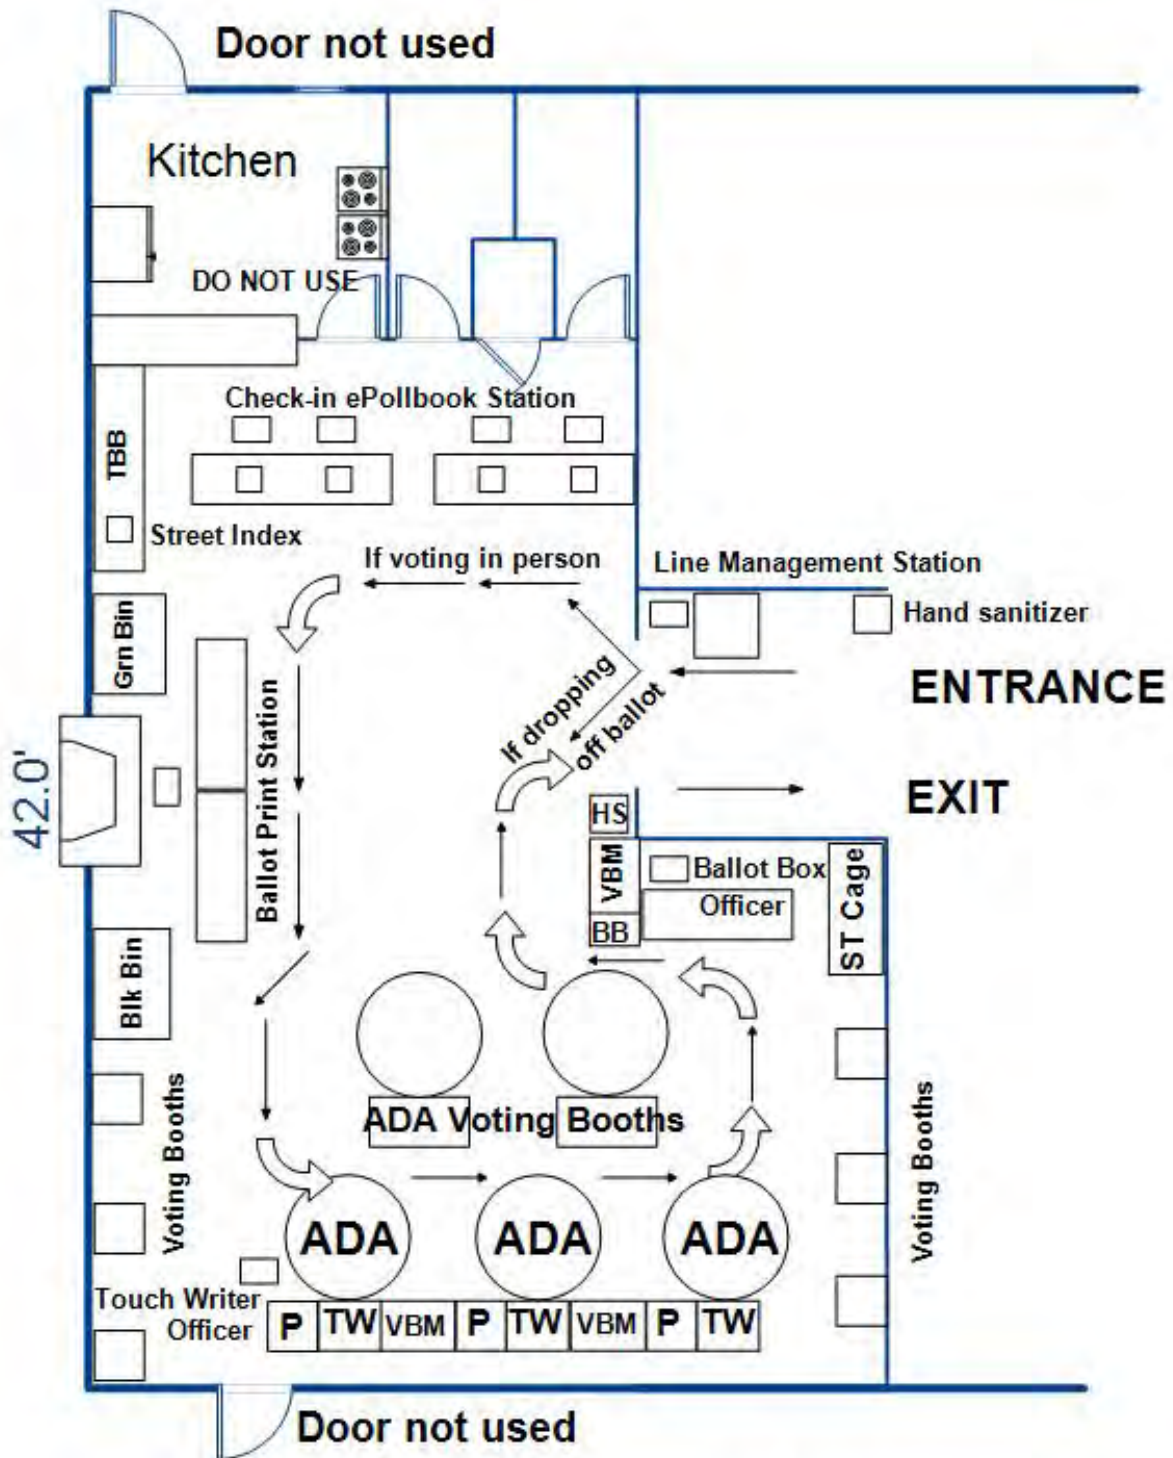 Door not used
Kitchen
DO NOT USE
Check-in ePollbook Station
TBB
Street Index
If voting in person
Line Management Station
Hand sanitizer
Grn Bin
ENTRANCE
If dropping
off ballot
Ballot Print Station
42.0'
EXIT
HS
VBM
Ballot Box
Officer
BB
ST Cage
Blk Bin
ADA Voting Booths
Voting Booths
Voting Booths
ADA
ADA
ADA
Touch Writer
Officer
P
TW
VBM
P
TW
VBM
P
TW
Door not used